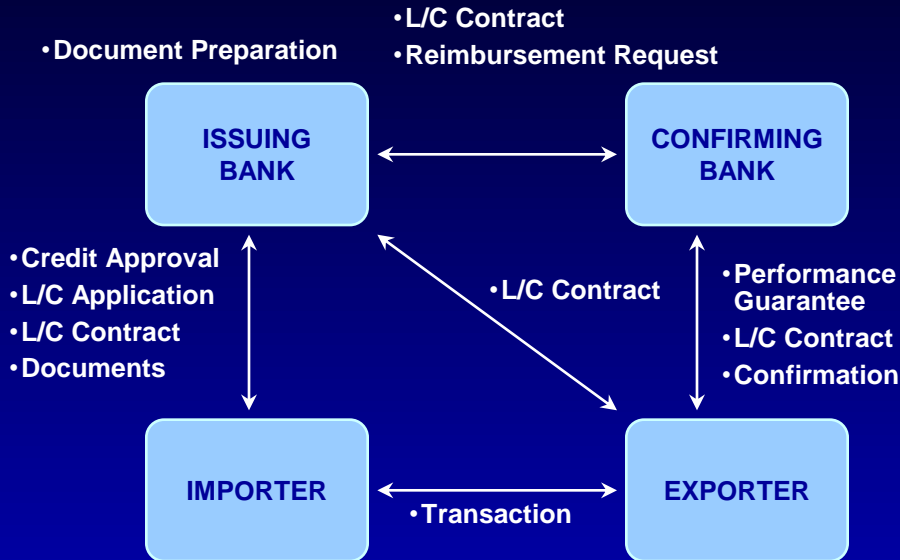 •L/C Contract
•Document Preparation
•Reimbursement Request
ISSUING
BANK
CONFIRMING
BANK
•Credit Approval
•L/C Application
•L/C Contract
•Documents
•L/C Contract
•Performance
Guarantee
•L/C Contract
•Confirmation
IMPORTER
EXPORTER
•Transaction